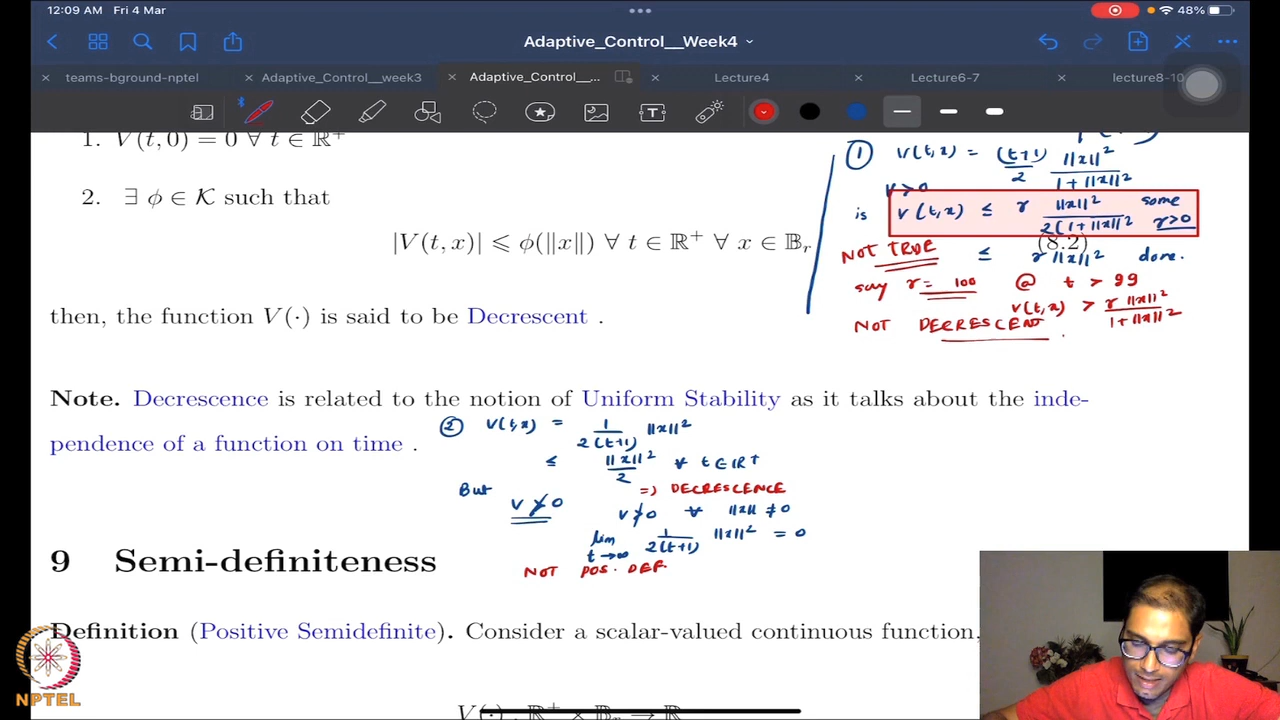 12:09 AM Fri 4 Mar
48%
Adaptive_Control__Week4
teams-bground-nptel
Adaptive_Control__week3
Adaptive_Control__...
Lecture4
Lecture6-7
lecture8-10
1. V(t, 0) = 0 ∀ t ∈ ℝ⁺
2. ∃ ϕ ∈ 𝒦 such that
|V(t, x)| ⩽ ϕ(‖x‖) ∀ t ∈ ℝ⁺ ∀ x ∈ 𝔹ᵣ
(8.2)
then, the function V(·) is said to be Decrescent .
① V(t,x) = (t+1)/2 ||x||²/(1+||x||²)
V > 0
is V(t,x) ≤ r ||x||²/2(1+||x||² some r>0
NOT TRUE ≤ r||x||² done.
say r = 100 @ t > 99
V(t,x) > r||x||²/1+||x||²
NOT DECRESCENT
Note. Decrescence is related to the notion of Uniform Stability as it talks about the inde-
pendence of a function on time .
② V(t,x) = 1/2(t+1) ||x||²
≤ ||x||²/2 ∀ t ∈ ℝ⁺
=> DECRESCENCE
But V ≯ 0 V ≯ 0 ∀ ||x|| ≠ 0
lim t→∞ 1/2(t+1) ||x||² = 0
NOT POS. DEF.
9 Semi-definiteness
Definition (Positive Semidefinite). Consider a scalar-valued continuous function,
V(·) : ℝ⁺ × 𝔹ᵣ → ℝ
NPTEL